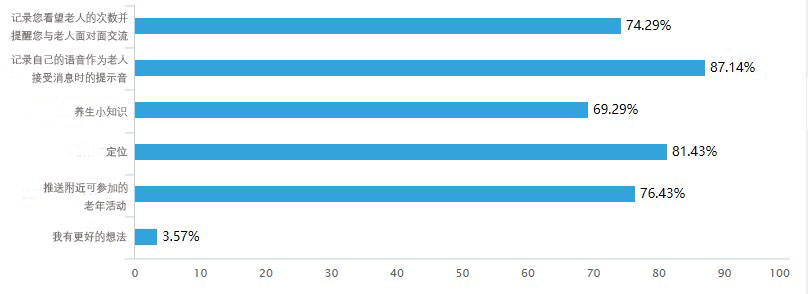 记录您看望老人的次数并
提醒您与老人面对面交流
74.29%
记录自己的语音作为老人
接受消息时的提示音
87.14%
养生小知识
69.29%
定位
81.43%
推送附近可参加的
老年活动
76.43%
我有更好的想法
3.57%
0 10 20 30 40 50 60 70 80 90 100